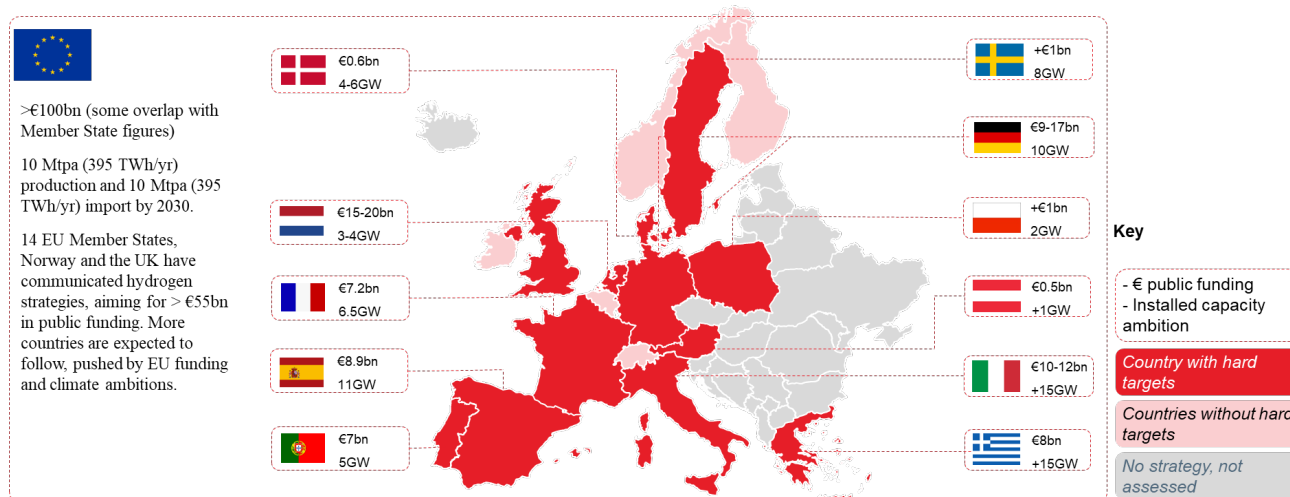 >€100bn (some overlap with
Member State figures)
10 Mtpa (395 TWh/yr)
production and 10 Mtpa (395
TWh/yr) import by 2030.
14 EU Member States,
Norway and the UK have
communicated hydrogen
strategies, aiming for > €55bn
in public funding. More
countries are expected to
follow, pushed by EU funding
and climate ambitions.
€0.6bn
4-6GW
€15-20bn
3-4GW
€7.2bn
6.5GW
€8.9bn
11GW
€7bn
5GW
+€1bn
8GW
€9-17bn
10GW
+€1bn
2GW
€0.5bn
+1GW
€10-12bn
+15GW
€8bn
+15GW
Key
- € public funding
- Installed capacity
ambition
Country with hard
targets
Countries without hard
targets
No strategy, not
assessed